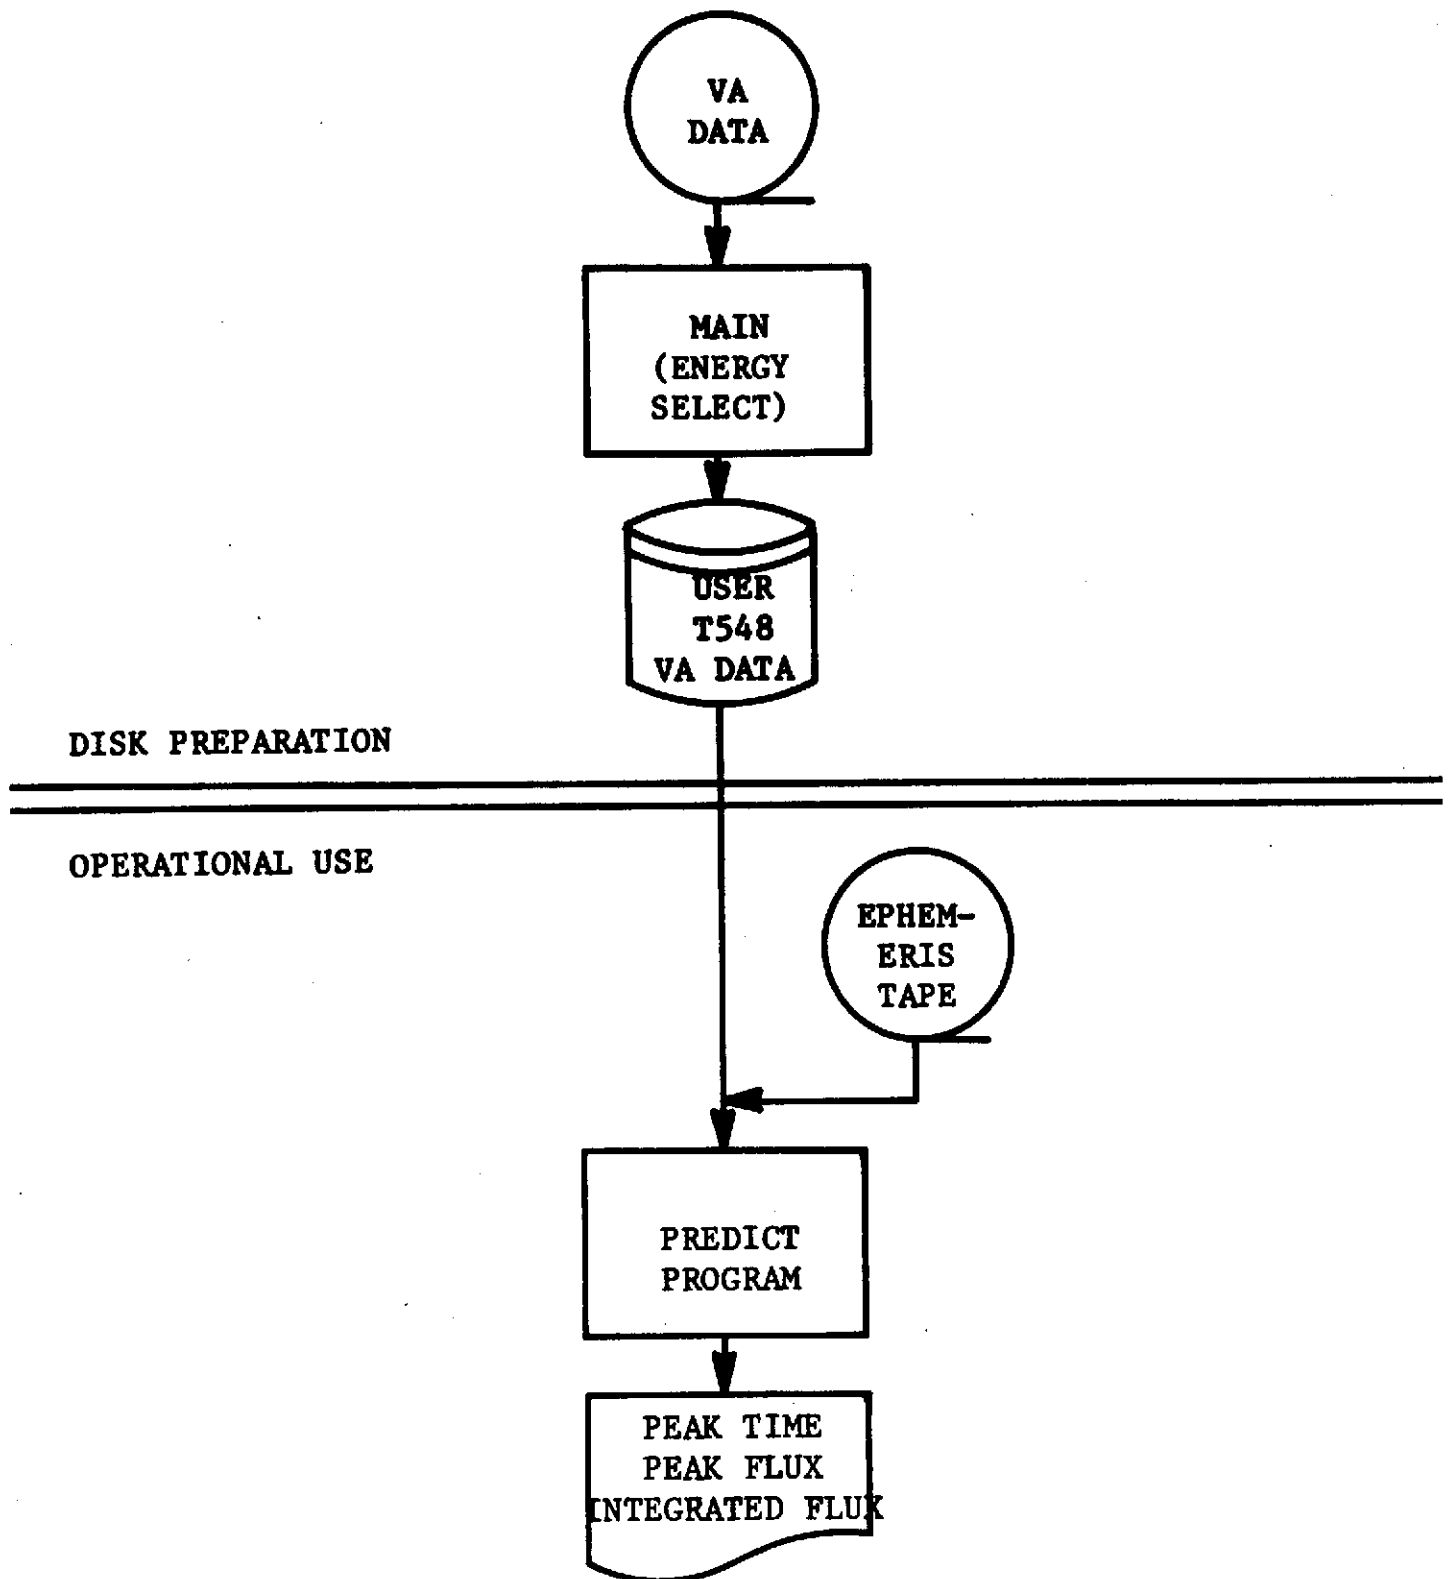 VA
DATA
MAIN
(ENERGY
SELECT)
USER
T548
VA DATA
DISK PREPARATION
OPERATIONAL USE
EPHEM-
ERIS
TAPE
PREDICT
PROGRAM
PEAK TIME
PEAK FLUX
INTEGRATED FLUX